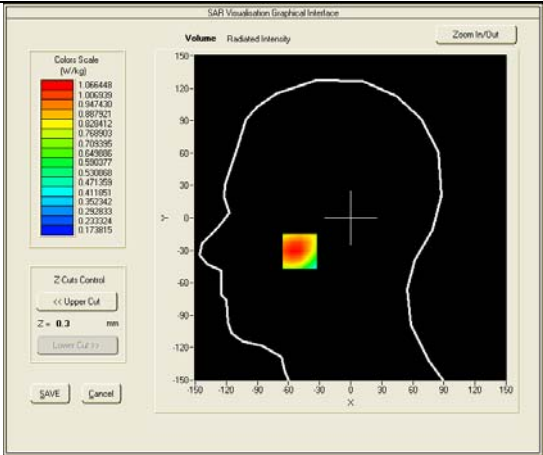 SAR Visualisation Graphical Interface
Volume Radiated Intensity
Zoom In/Out
Colors Scale
(W/kg)
1.066448
1.006939
0.947430
0.887921
0.828412
0.768903
0.709395
0.649886
0.590377
0.530868
0.471359
0.411851
0.352342
0.292833
0.233324
0.173815
Z Cuts Control
<< Upper Cut
Z = 0.3 mm
Lower Cut >>
SAVE Cancel
150
120
90
60
30
0
-30
-60
-90
-120
-150
Y
-150 -120 -90 -60 -30 0 30 60 90 120 150
X